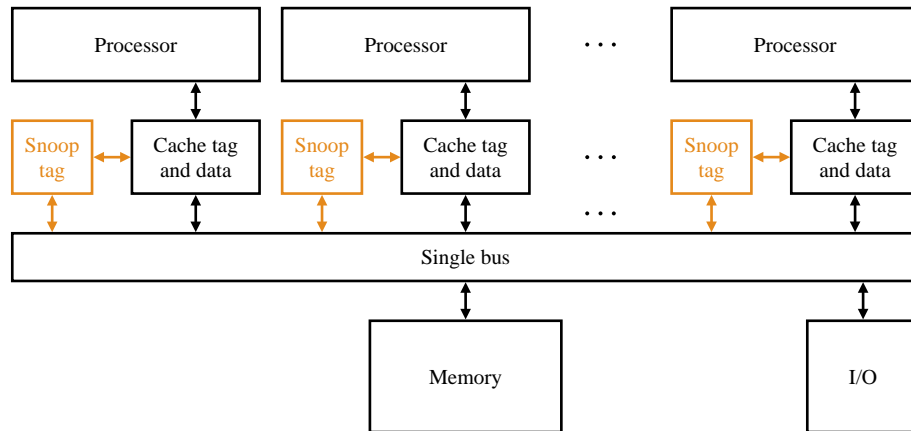 Processor
Processor
. . .
Processor
Snoop
tag
Cache tag
and data
Snoop
tag
Cache tag
and data
. . .
Snoop
tag
Cache tag
and data
. . .
Single bus
Memory
I/O